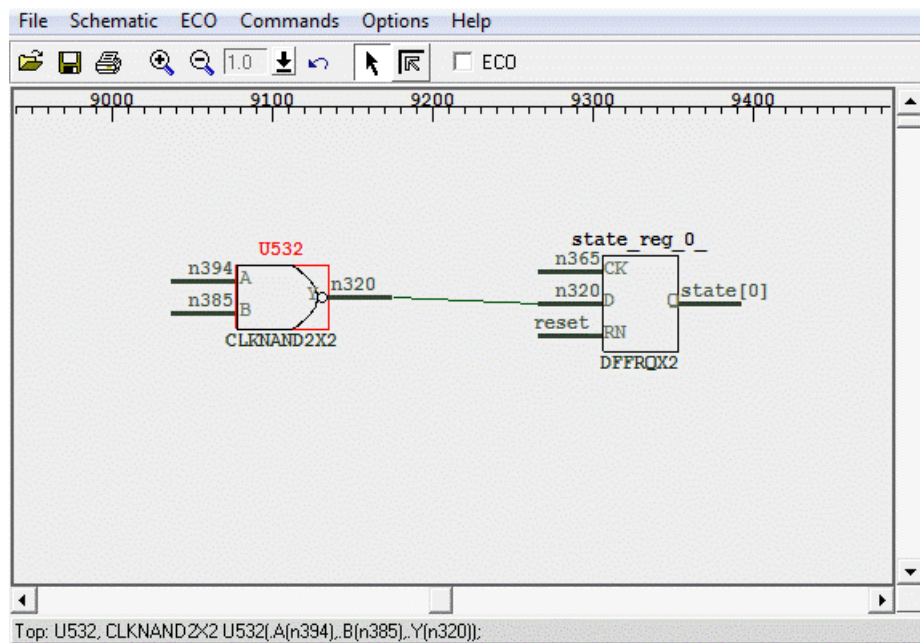 File Schematic ECO Commands Options Help
1.0 ECO
9000 9100 9200 9300 9400
U532
n394 A
n385 B
Y n320
CLKNAND2X2
state_reg_0_
n365 CK
n320 D Q state[0]
reset RN
DFFRQX2
Top: U532, CLKNAND2X2 U532(.A(n394),.B(n385),.Y(n320));